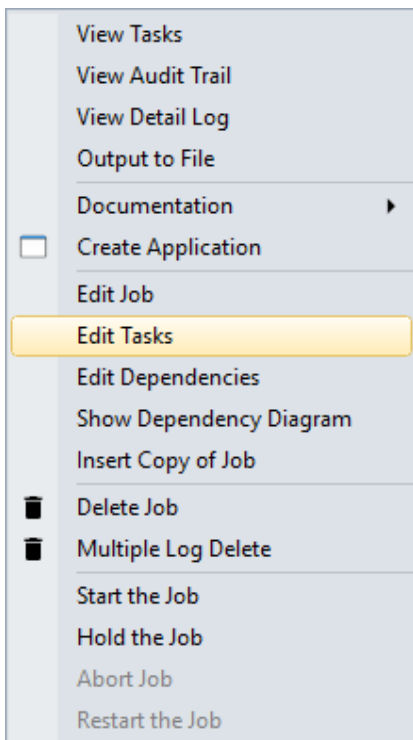 View Tasks
View Audit Trail
View Detail Log
Output to File
Documentation
Create Application
Edit Job
Edit Tasks
Edit Dependencies
Show Dependency Diagram
Insert Copy of Job
Delete Job
Multiple Log Delete
Start the Job
Hold the Job
Abort Job
Restart the Job